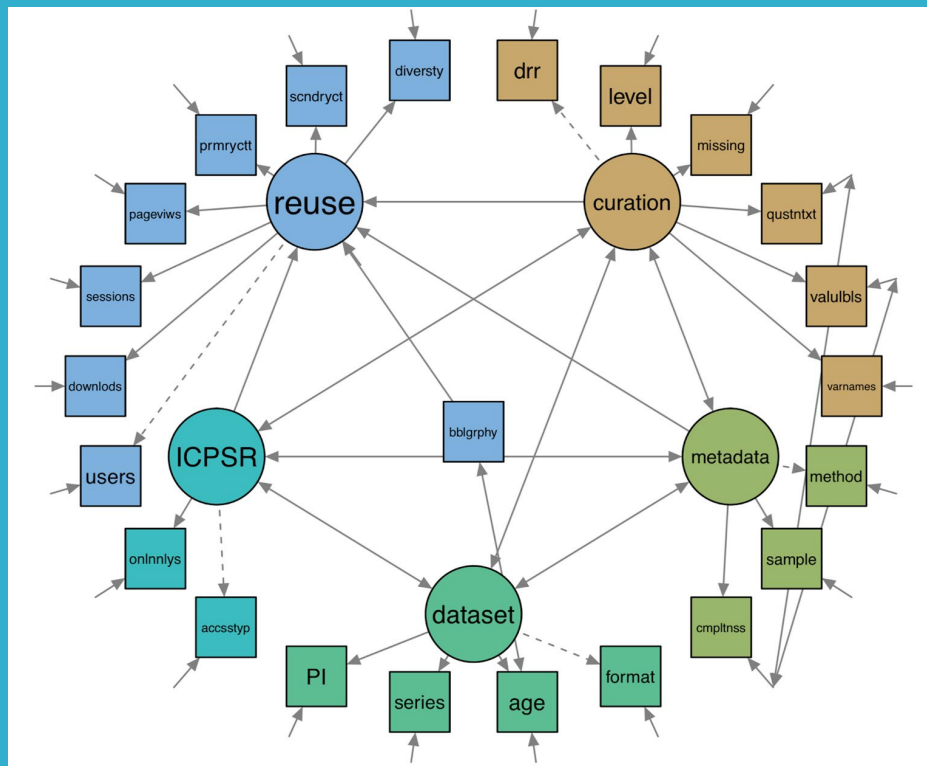 diversty
drr
scndryct
level
prmryctt
missing
reuse
curation
pageviws
qustntxt
sessions
valulbls
downlods
varnames
bblgrphy
ICPSR
metadata
users
method
onlnnlys
sample
dataset
accsstyp
cmpltnss
PI
format
series
age